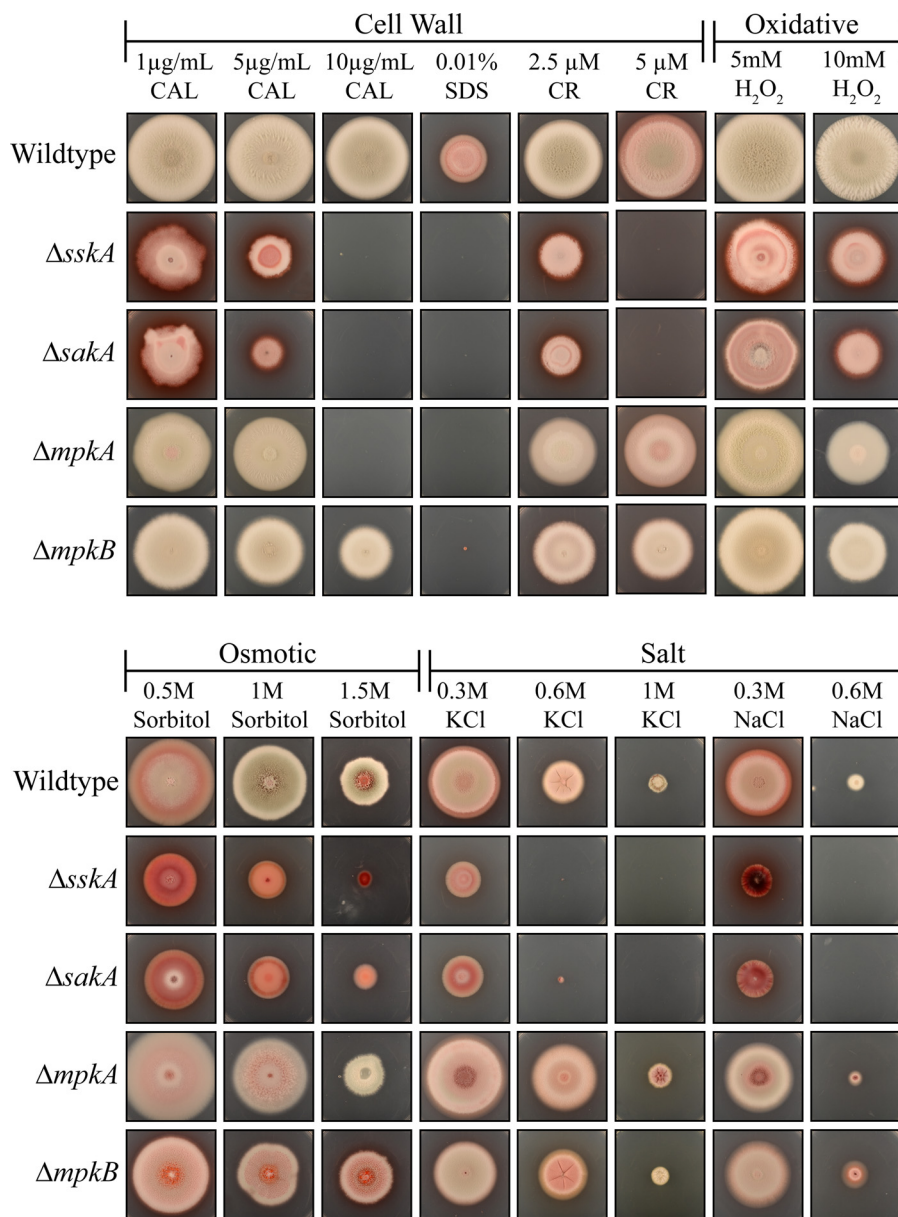 Cell Wall Oxidative
1µg/mL 5µg/mL 10µg/mL 0.01% 2.5 µM 5 µM 5mM 10mM
CAL CAL CAL SDS CR CR H₂O₂ H₂O₂
Wildtype
ΔsskA
ΔsakA
ΔmpkA
ΔmpkB
Osmotic Salt
0.5M 1M 1.5M 0.3M 0.6M 1M 0.3M 0.6M
Sorbitol Sorbitol Sorbitol KCl KCl KCl NaCl NaCl
Wildtype
ΔsskA
ΔsakA
ΔmpkA
ΔmpkB